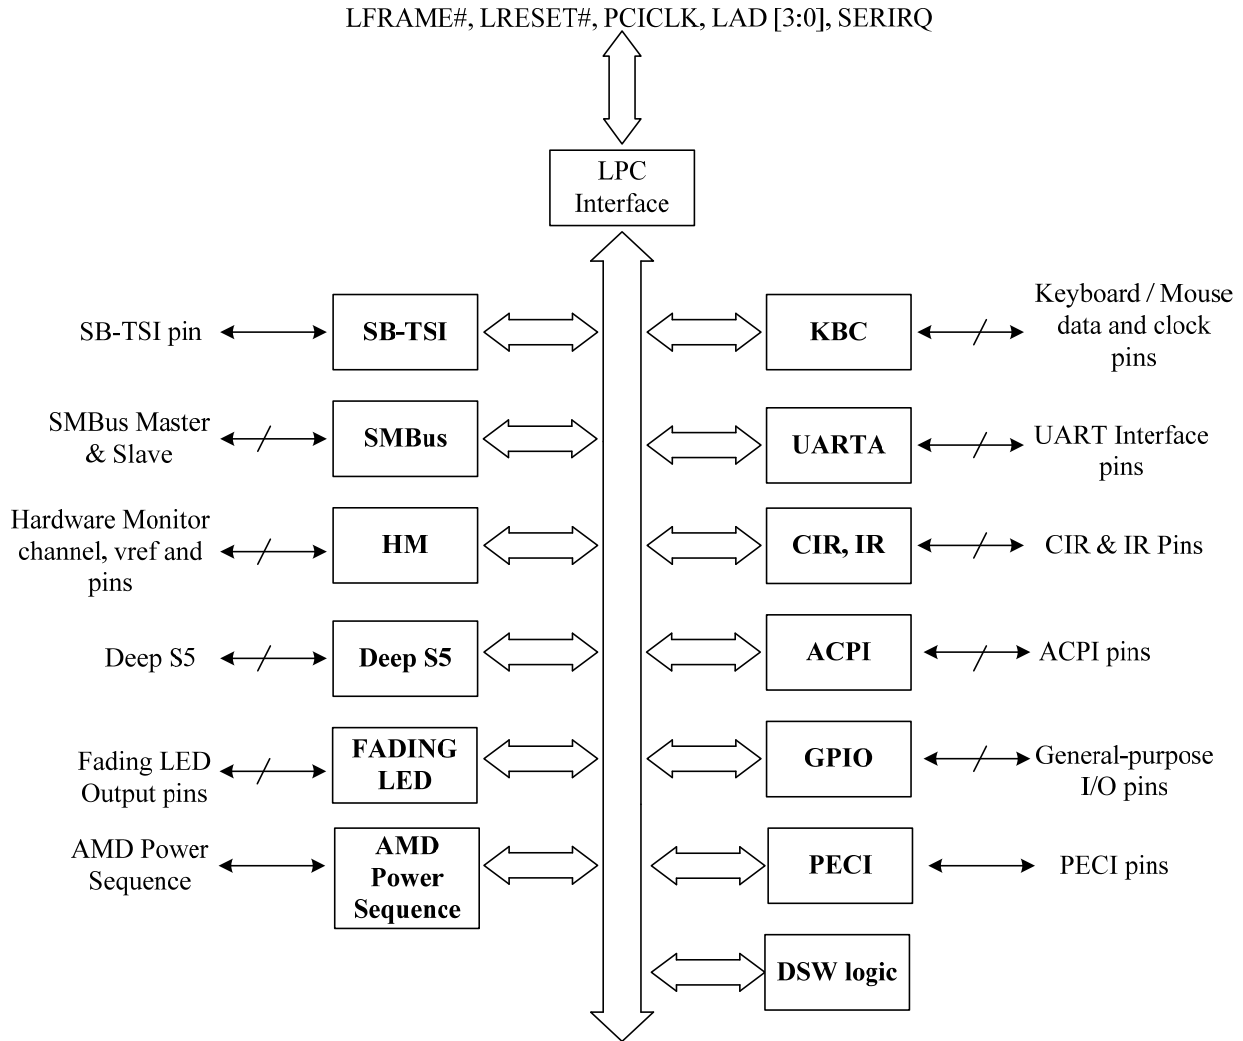 LFRAME#, LRESET#, PCICLK, LAD [3:0], SERIRQ
LPC
Interface
SB-TSI pin
SB-TSI
KBC
Keyboard / Mouse
data and clock
pins
SMBus Master
& Slave
SMBus
UARTA
UART Interface
pins
Hardware Monitor
channel, vref and
pins
HM
CIR, IR
CIR & IR Pins
Deep S5
Deep S5
ACPI
ACPI pins
Fading LED
Output pins
FADING
LED
GPIO
General-purpose
I/O pins
AMD Power
Sequence
AMD
Power
Sequence
PECI
PECI pins
DSW logic